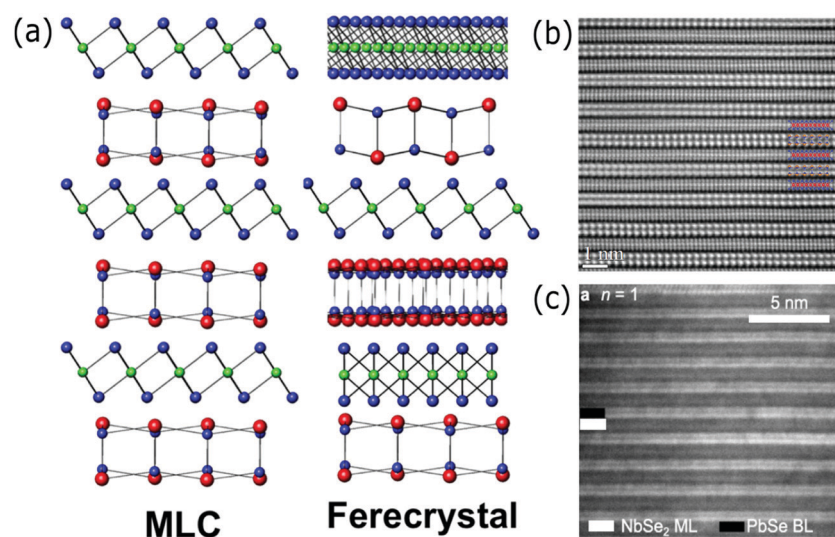 (a)
MLC
Ferecrystal
(b)
1 nm
(c)
a n = 1
5 nm
NbSe₂ ML
PbSe BL